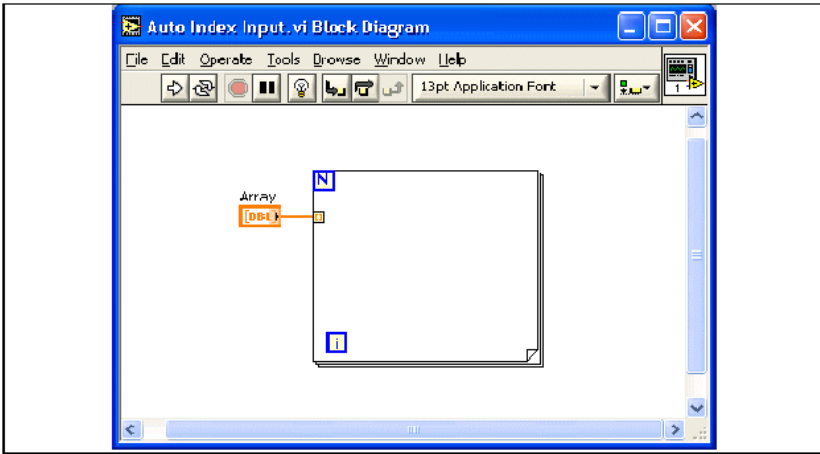 Auto Index Input.vi Block Diagram
File Edit Operate Tools Browse Window Help
13pt Application Font
1
N
Array
[DBL]
i